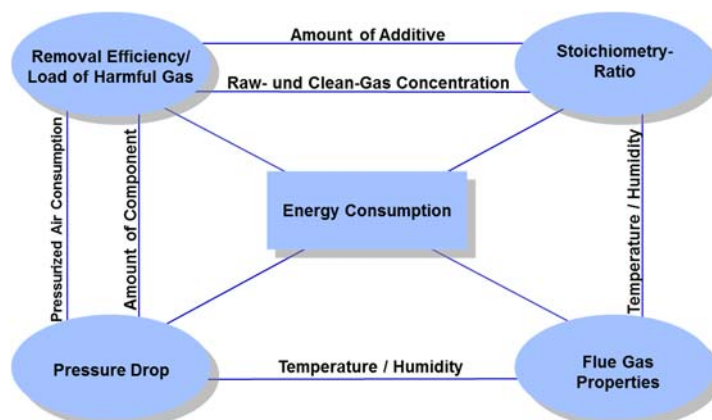 Amount of Additive
Removal Efficiency/
Load of Harmful Gas
Stoichiometry-
Ratio
Raw- und Clean-Gas Concentration
Pressurized Air Consumption
Amount of Component
Energy Consumption
Temperature / Humidity
Pressure Drop
Temperature / Humidity
Flue Gas
Properties